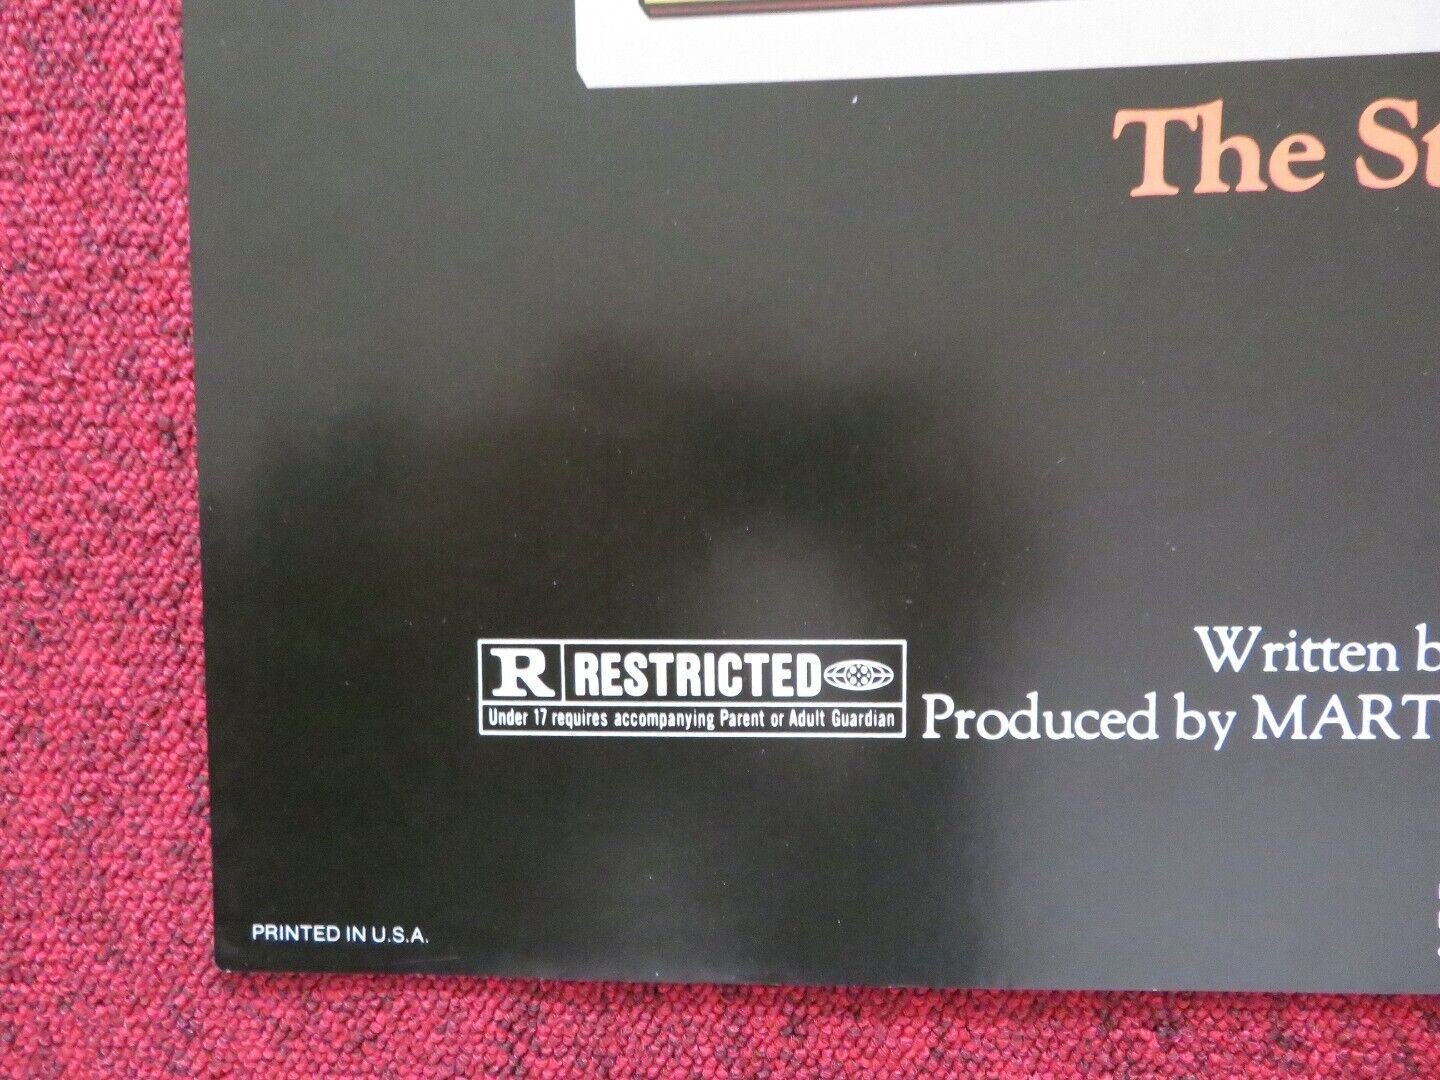 The St
R RESTRICTED
Under 17 requires accompanying Parent or Adult Guardian
Written b
Produced by MART
PRINTED IN U.S.A.